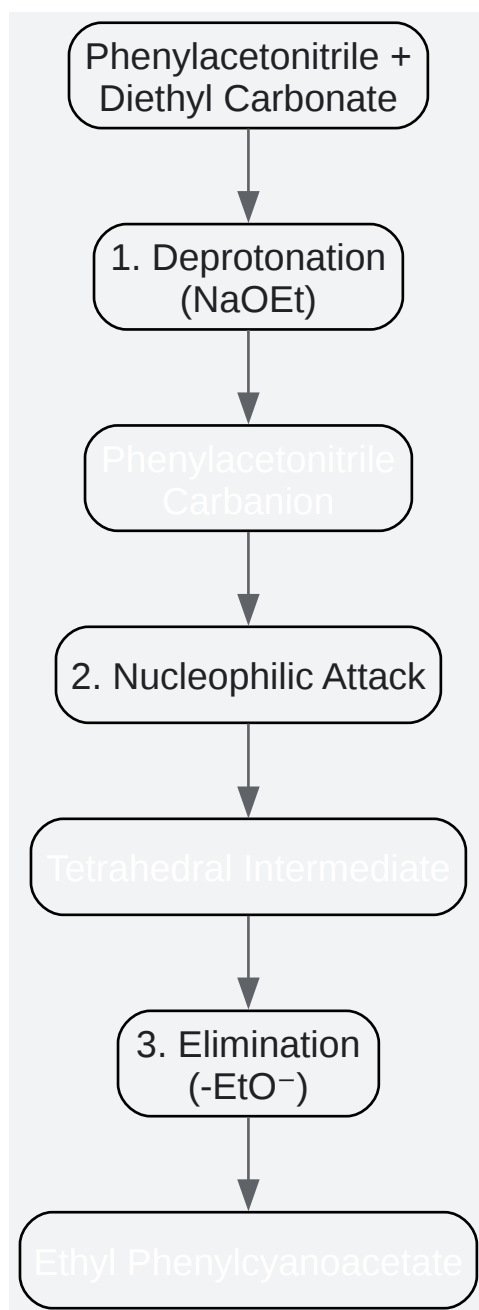 Phenylacetonitrile +
Diethyl Carbonate
1. Deprotonation
(NaOEt)
Phenylacetonitrile
Carbanion
2. Nucleophilic Attack
Tetrahedral Intermediate
3. Elimination
(-EtO⁻)
Ethyl Phenylcyanoacetate